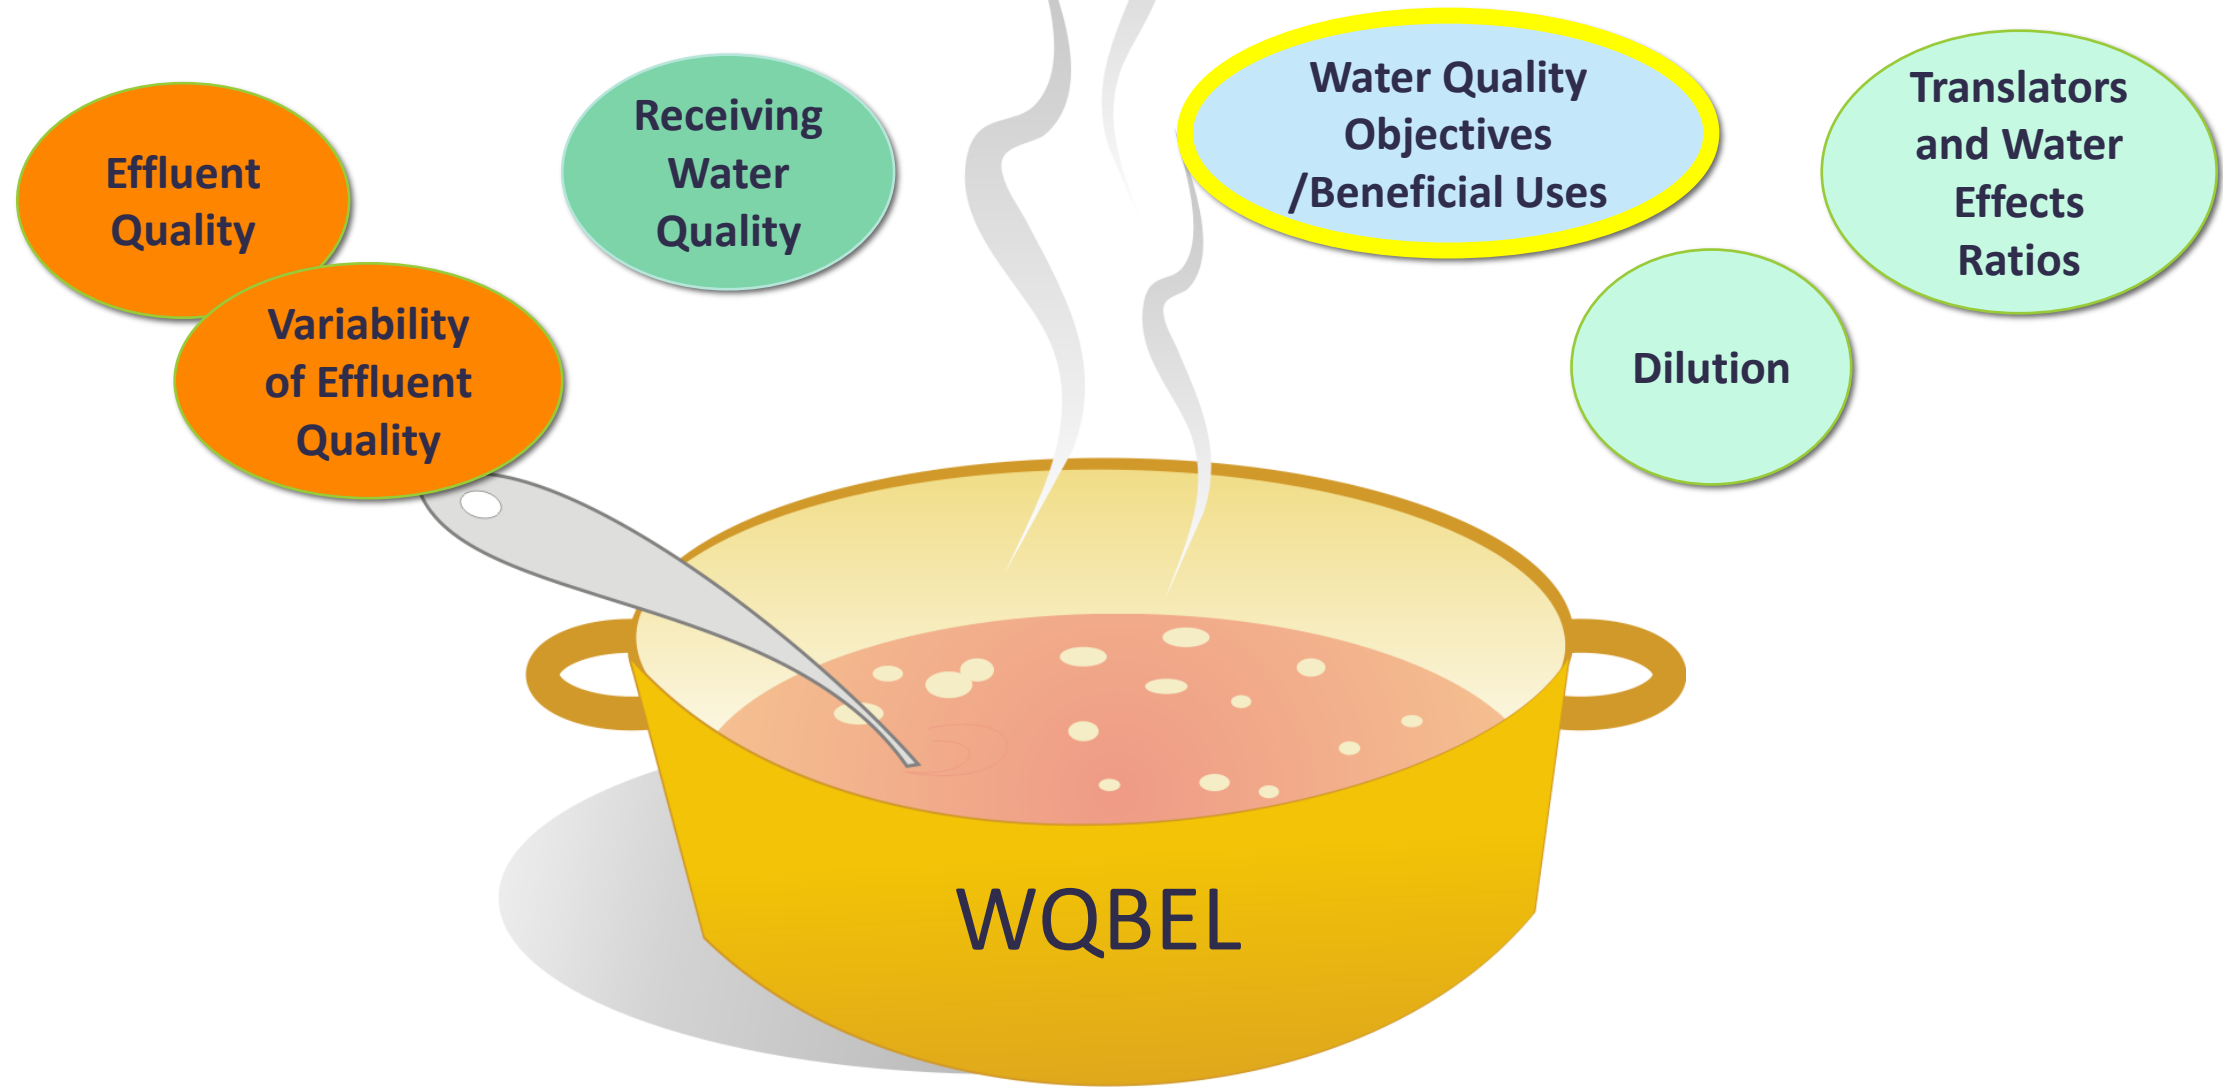 Effluent
Quality
Variability
of Effluent
Quality
Receiving
Water
Quality
Water Quality
Objectives
/Beneficial Uses
Translators
and Water
Effects
Ratios
Dilution
WQBEL